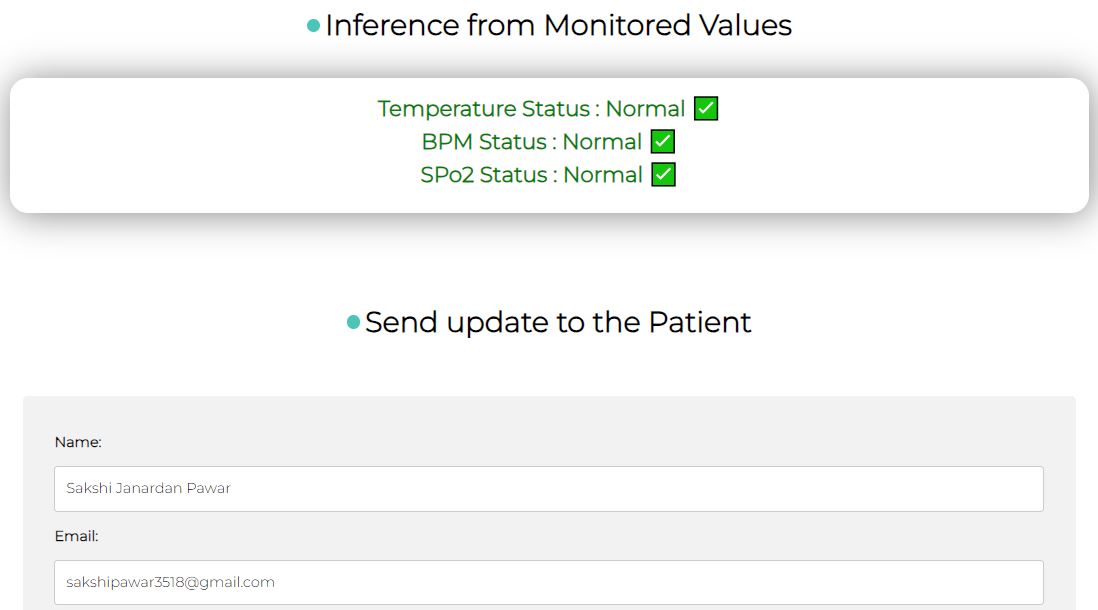 Inference from Monitored Values
Temperature Status : Normal ✅
BPM Status : Normal ✅
SPo2 Status : Normal ✅
Send update to the Patient
Name:
Sakshi Janardan Pawar
Email:
sakshipawar3518@gmail.com